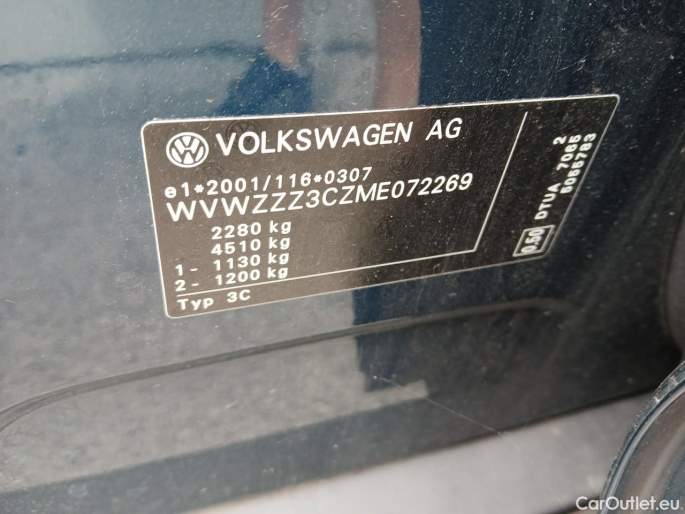 VOLKSWAGEN AG
e1*2001/116*0307
WVWZZZ3CZME072269
2280 kg
4510 kg
1 - 1130 kg
2 - 1200 kg
Typ 3C
0.50
DTUA 7065 2
CarOutlet.eu